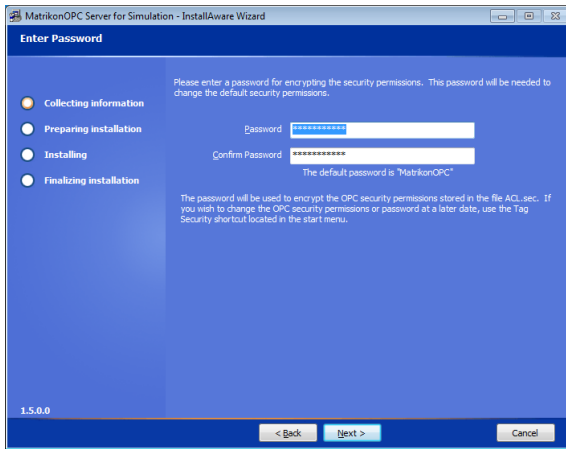 MatrikonOPC Server for Simulation - InstallAware Wizard
Enter Password
Please enter a password for encrypting the security permissions. This password will be needed to
change the default security permissions.
Collecting information
Preparing installation
Installing
Finalizing installation
Password
***********
Confirm Password
***********
The default password is "MatrikonOPC"
The password will be used to encrypt the OPC security permissions stored in the file ACL.sec. If
you wish to change the OPC security permissions or password at a later date, use the Tag
Security shortcut located in the start menu.
1.5.0.0
< Back
Next >
Cancel